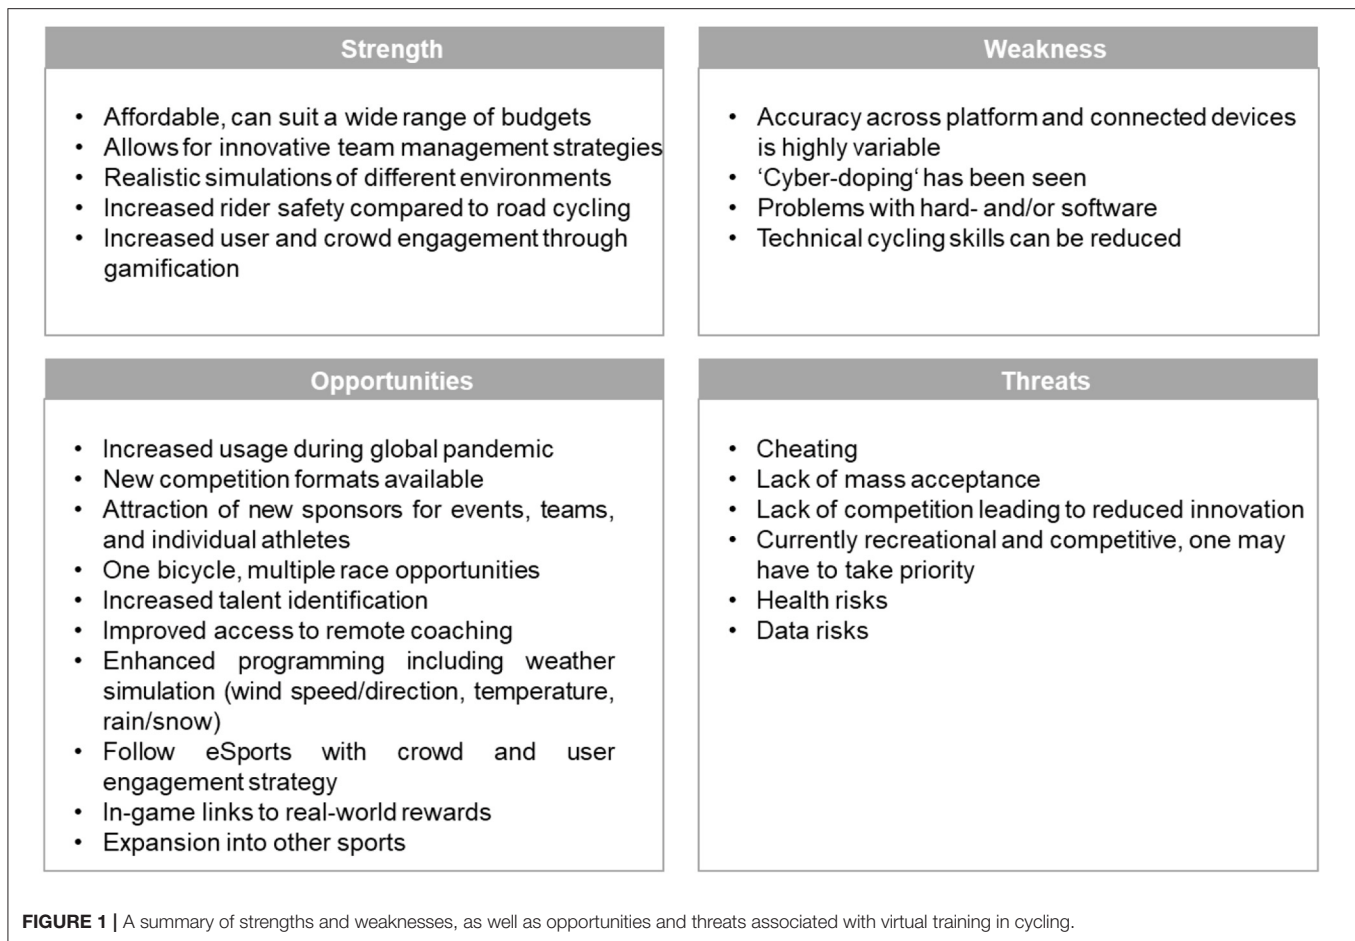 Strength
• Affordable, can suit a wide range of budgets
• Allows for innovative team management strategies
• Realistic simulations of different environments
• Increased rider safety compared to road cycling
• Increased user and crowd engagement through
gamification
Weakness
• Accuracy across platform and connected devices
is highly variable
• ‘Cyber-doping‘ has been seen
• Problems with hard- and/or software
• Technical cycling skills can be reduced
Opportunities
• Increased usage during global pandemic
• New competition formats available
• Attraction of new sponsors for events, teams,
and individual athletes
• One bicycle, multiple race opportunities
• Increased talent identification
• Improved access to remote coaching
• Enhanced programming including weather
simulation (wind speed/direction, temperature,
rain/snow)
• Follow eSports with crowd and user
engagement strategy
• In-game links to real-world rewards
• Expansion into other sports
Threats
• Cheating
• Lack of mass acceptance
• Lack of competition leading to reduced innovation
• Currently recreational and competitive, one may
have to take priority
• Health risks
• Data risks
FIGURE 1 | A summary of strengths and weaknesses, as well as opportunities and threats associated with virtual training in cycling.